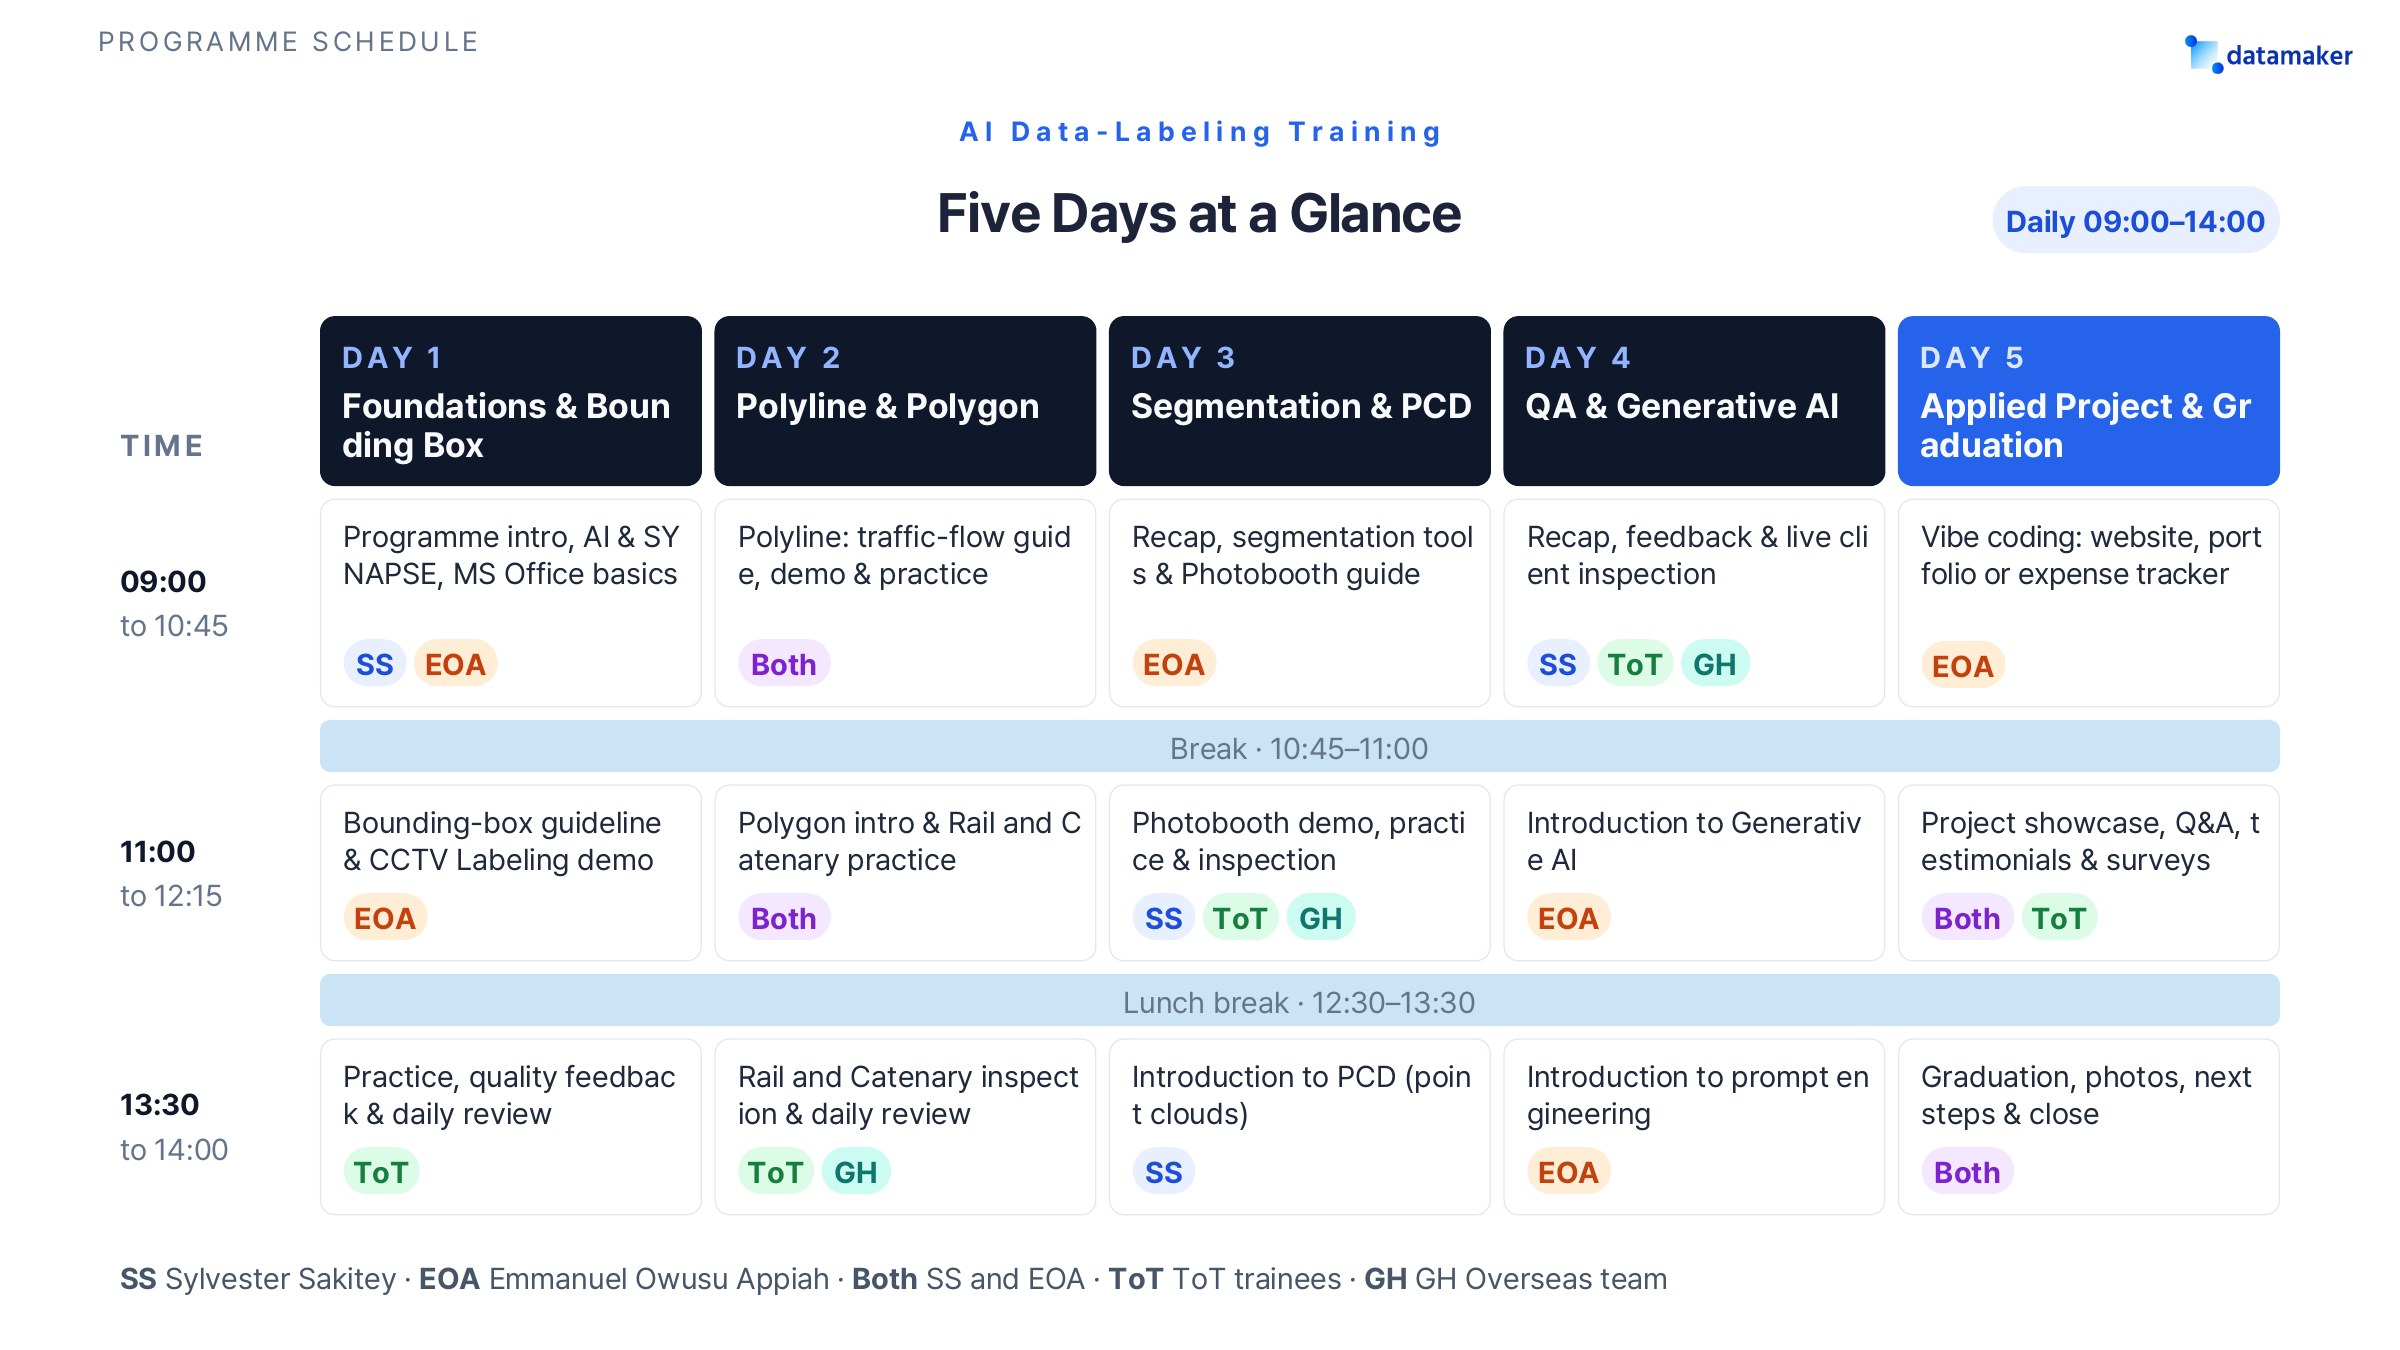 PROGRAMME SCHEDULE
datamaker
AI Data-Labeling Training
Five Days at a Glance
Daily 09:00–14:00
TIME
DAY 1
Foundations & Boun
ding Box
DAY 2
Polyline & Polygon
DAY 3
Segmentation & PCD
DAY 4
QA & Generative AI
DAY 5
Applied Project & Gr
aduation
09:00
to 10:45
Programme intro, AI & SY
NAPSE, MS Office basics
SS EOA
Polyline: traffic-flow guid
e, demo & practice
Both
Recap, segmentation tool
s & Photobooth guide
EOA
Recap, feedback & live cli
ent inspection
SS ToT GH
Vibe coding: website, port
folio or expense tracker
EOA
Break · 10:45–11:00
11:00
to 12:15
Bounding-box guideline
& CCTV Labeling demo
EOA
Polygon intro & Rail and C
atenary practice
Both
Photobooth demo, practi
ce & inspection
SS ToT GH
Introduction to Generativ
e AI
EOA
Project showcase, Q&A, t
estimonials & surveys
Both ToT
Lunch break · 12:30–13:30
13:30
to 14:00
Practice, quality feedbac
k & daily review
ToT
Rail and Catenary inspect
ion & daily review
ToT GH
Introduction to PCD (poin
t clouds)
SS
Introduction to prompt en
gineering
EOA
Graduation, photos, next
steps & close
Both
SS Sylvester Sakitey · EOA Emmanuel Owusu Appiah · Both SS and EOA · ToT ToT trainees · GH GH Overseas team